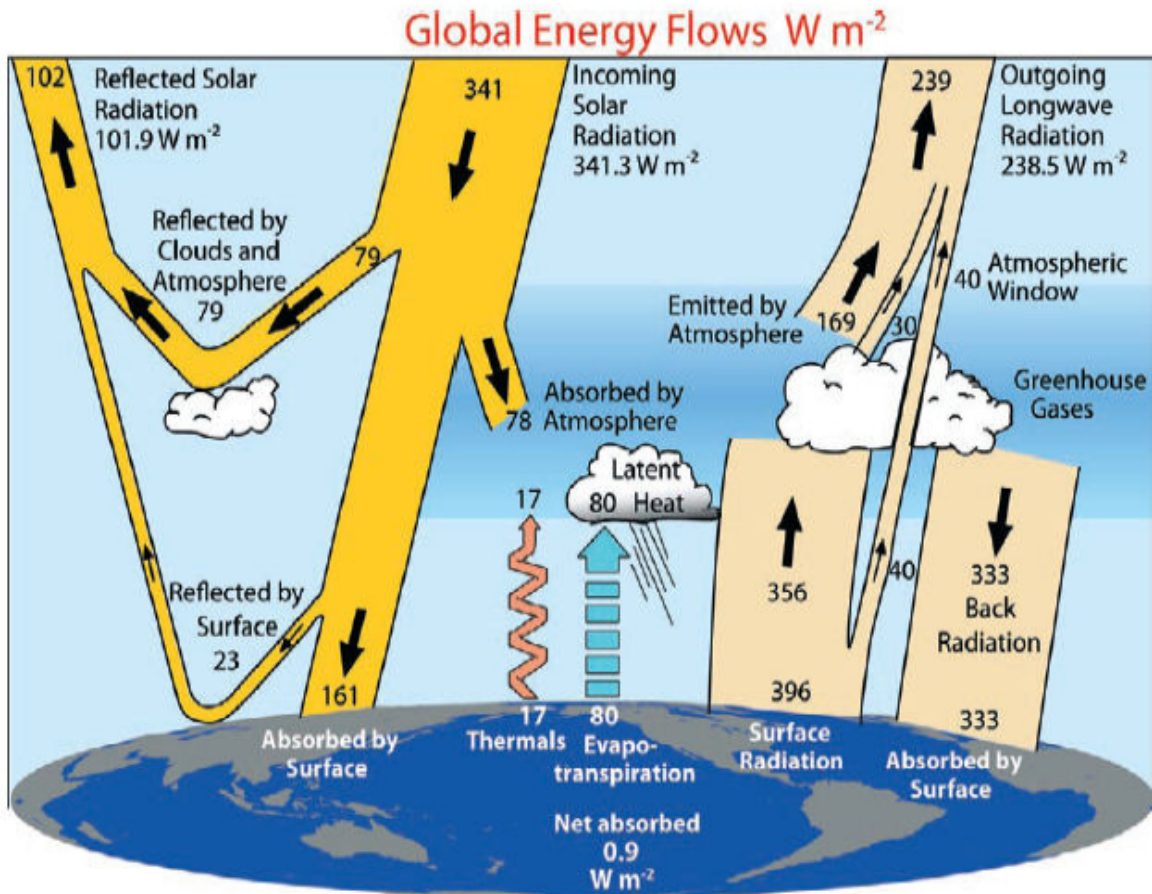 Global Energy Flows W m⁻²
102
Reflected Solar
Radiation
101.9 W m⁻²
341
Incoming
Solar
Radiation
341.3 W m⁻²
239
Outgoing
Longwave
Radiation
238.5 W m⁻²
Reflected by
Clouds and
Atmosphere
79
79
Emitted by
Atmosphere
169
30
40
Atmospheric
Window
Greenhouse
Gases
Absorbed by
78 Atmosphere
Latent
80 Heat
17
Reflected by
Surface
23
161
Absorbed by
Surface
17
Thermals
80
Evapo-
transpiration
356
40
396
Surface
Radiation
333
Back
Radiation
333
Absorbed by
Surface
Net absorbed
0.9
W m⁻²